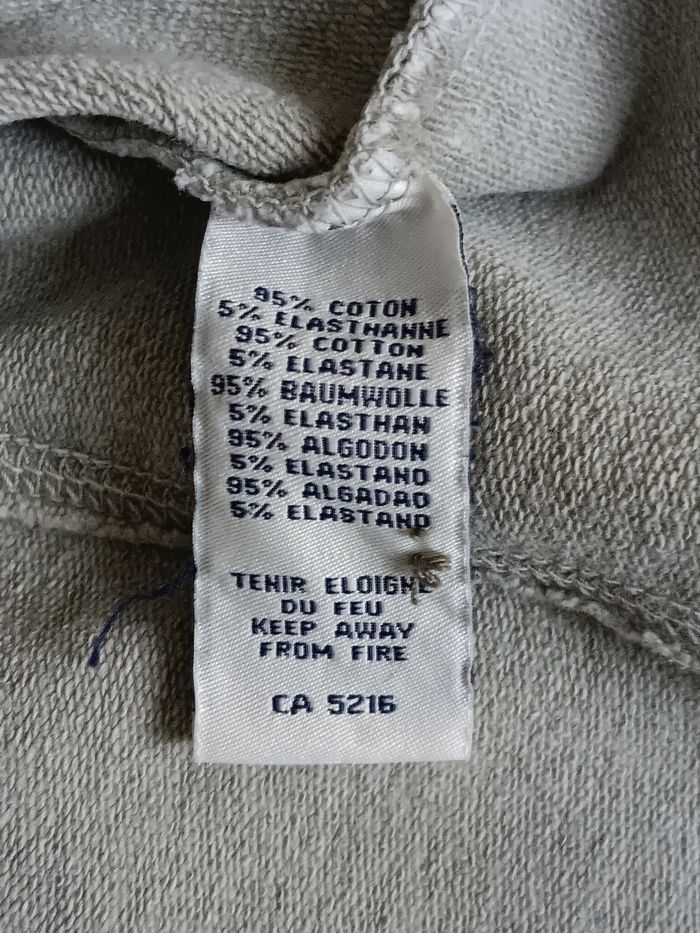 95% COTON
5% ELASTHANNE
95% COTTON
5% ELASTANE
95% BAUMWOLLE
5% ELASTHAN
95% ALGODON
5% ELASTANO
95% ALGADAO
5% ELASTANO
TENIR ELOIGNE
DU FEU
KEEP AWAY
FROM FIRE
CA 5216